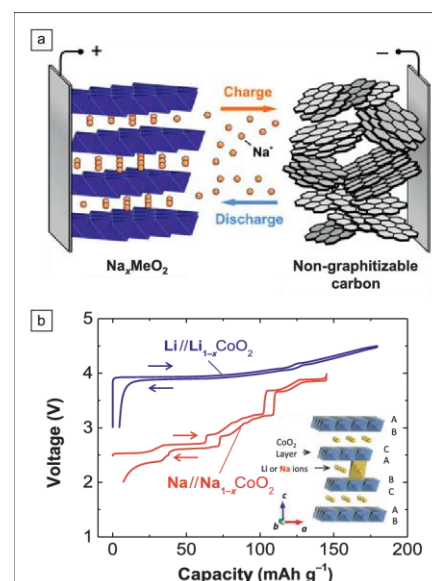 a
+
−
Charge
Na⁺
Discharge
NaₓMeO₂
Non-graphitizable
carbon
b
5
4
3
2
1
Voltage (V)
Li//Li₁₋ₓCoO₂
Na//Na₁₋ₓCoO₂
CoO₂
Layer
Li or Na ions
A
B
C
A
B
C
A
B
c
b
a
0
50
100
150
200
Capacity (mAh g⁻¹)